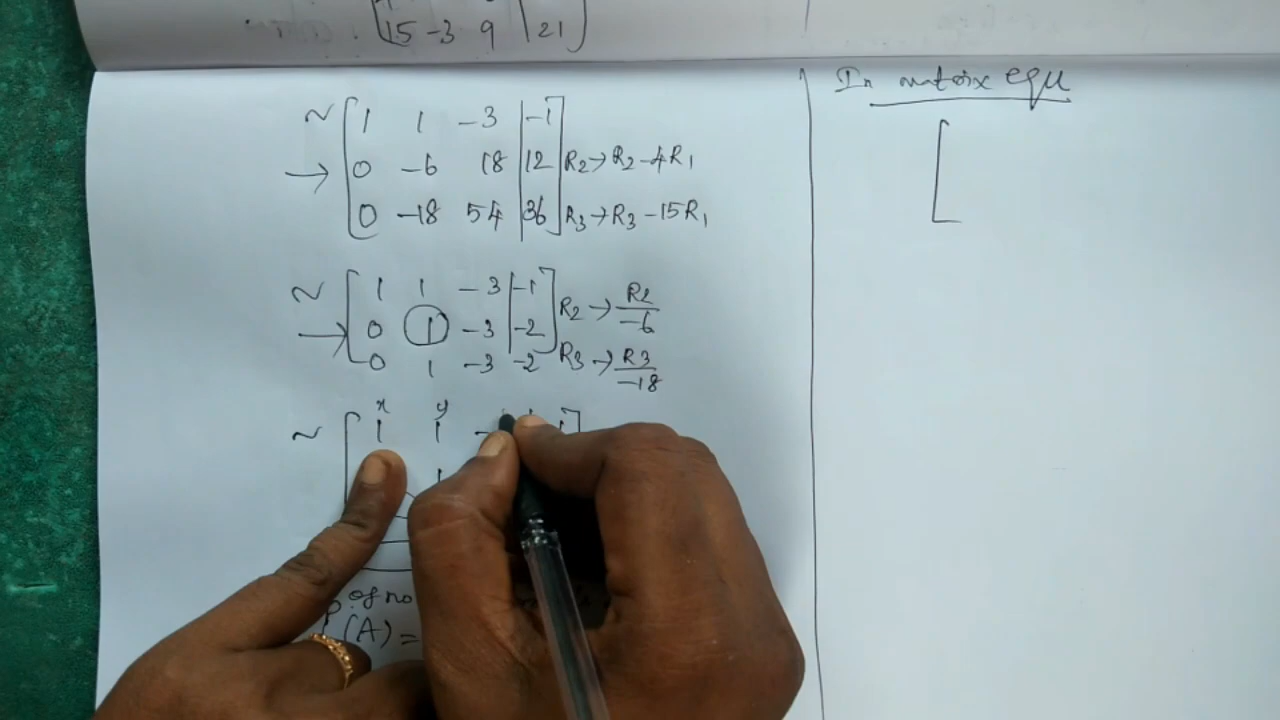 15 -3 9 | 21
~ [ 1 1 -3 | -1 ]
→ 0 -6 18 | 12 R2→R2-4R1
0 -18 54 | 36 R3→R3-15R1
~ [ 1 1 -3 | -1 ]
→ 0 1 -3 | -2 R2→R2/-6
0 1 -3 -2 R3→R3/-18
x y
~ [ 1 1 -
1
of no
(A) =
In matrix equ
[